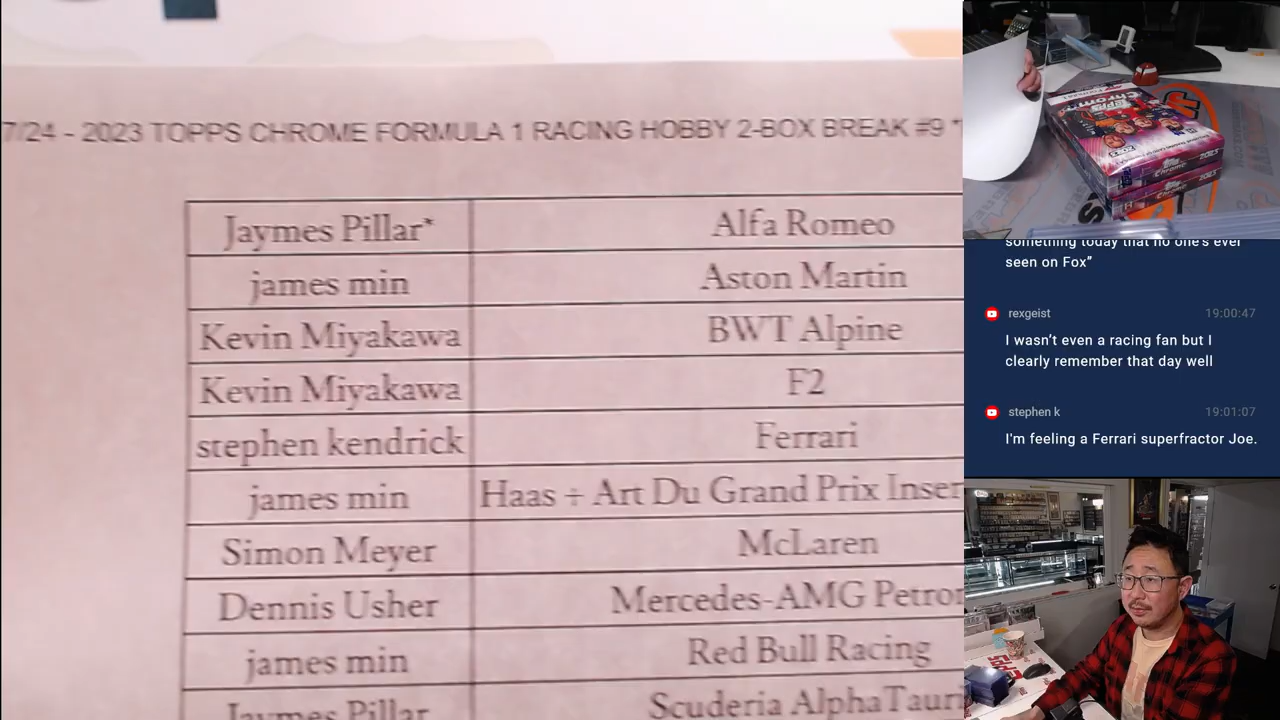 7/24 - 2023 TOPPS CHROME FORMULA 1 RACING HOBBY 2-BOX BREAK #9
Jaymes Pillar* Alfa Romeo
james min Aston Martin
Kevin Miyakawa BWT Alpine
Kevin Miyakawa F2
stephen kendrick Ferrari
james min Haas + Art Du Grand Prix Inser
Simon Meyer McLaren
Dennis Usher Mercedes-AMG Petron
james min Red Bull Racing
Jaymes Pillar Scuderia AlphaTauri
something today that no one's ever
seen on Fox”
rexgeist 19:00:47
I wasn’t even a racing fan but I
clearly remember that day well
stephen k 19:01:07
I'm feeling a Ferrari superfractor Joe.